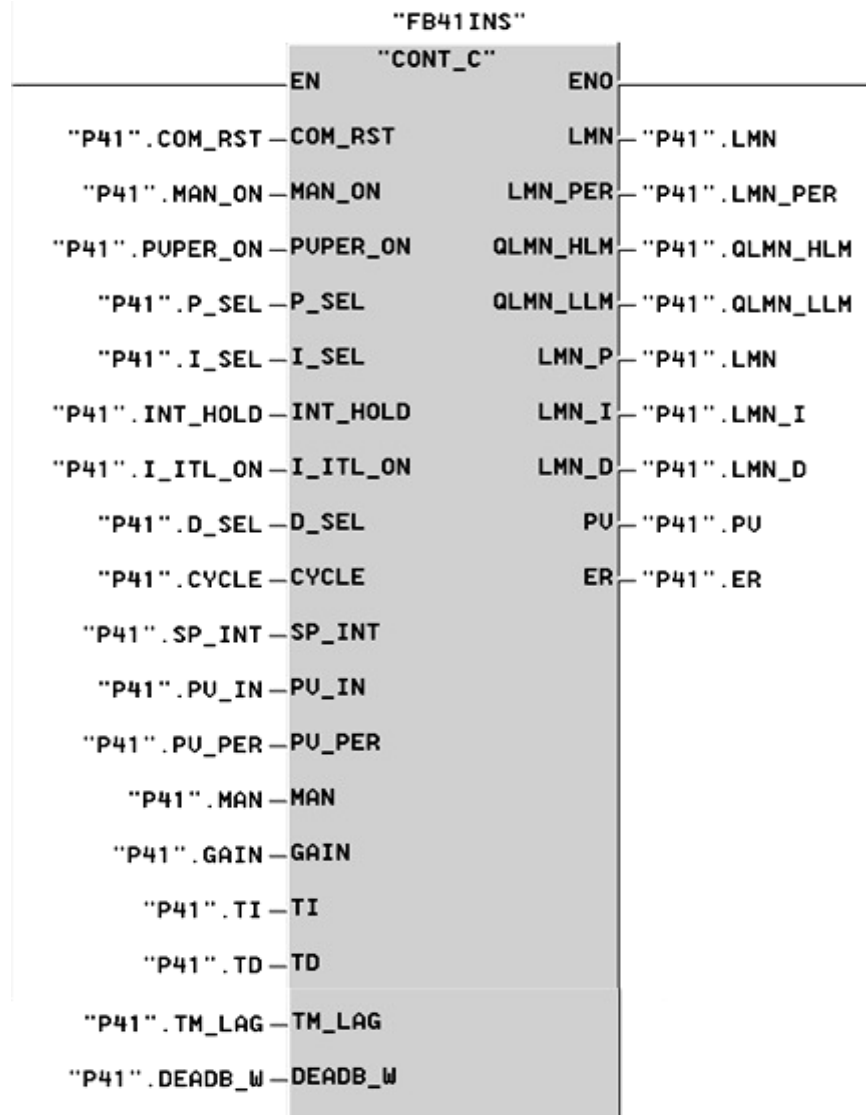 "FB41INS"
"CONT_C"
EN ENO
"P41".COM_RST COM_RST LMN "P41".LMN
"P41".MAN_ON MAN_ON LMN_PER "P41".LMN_PER
"P41".PVPER_ON PVPER_ON QLMN_HLM "P41".QLMN_HLM
"P41".P_SEL P_SEL QLMN_LLM "P41".QLMN_LLM
"P41".I_SEL I_SEL LMN_P "P41".LMN
"P41".INT_HOLD INT_HOLD LMN_I "P41".LMN_I
"P41".I_ITL_ON I_ITL_ON LMN_D "P41".LMN_D
"P41".D_SEL D_SEL PV "P41".PV
"P41".CYCLE CYCLE ER "P41".ER
"P41".SP_INT SP_INT
"P41".PV_IN PV_IN
"P41".PV_PER PV_PER
"P41".MAN MAN
"P41".GAIN GAIN
"P41".TI TI
"P41".TD TD
"P41".TM_LAG TM_LAG
"P41".DEADB_W DEADB_W